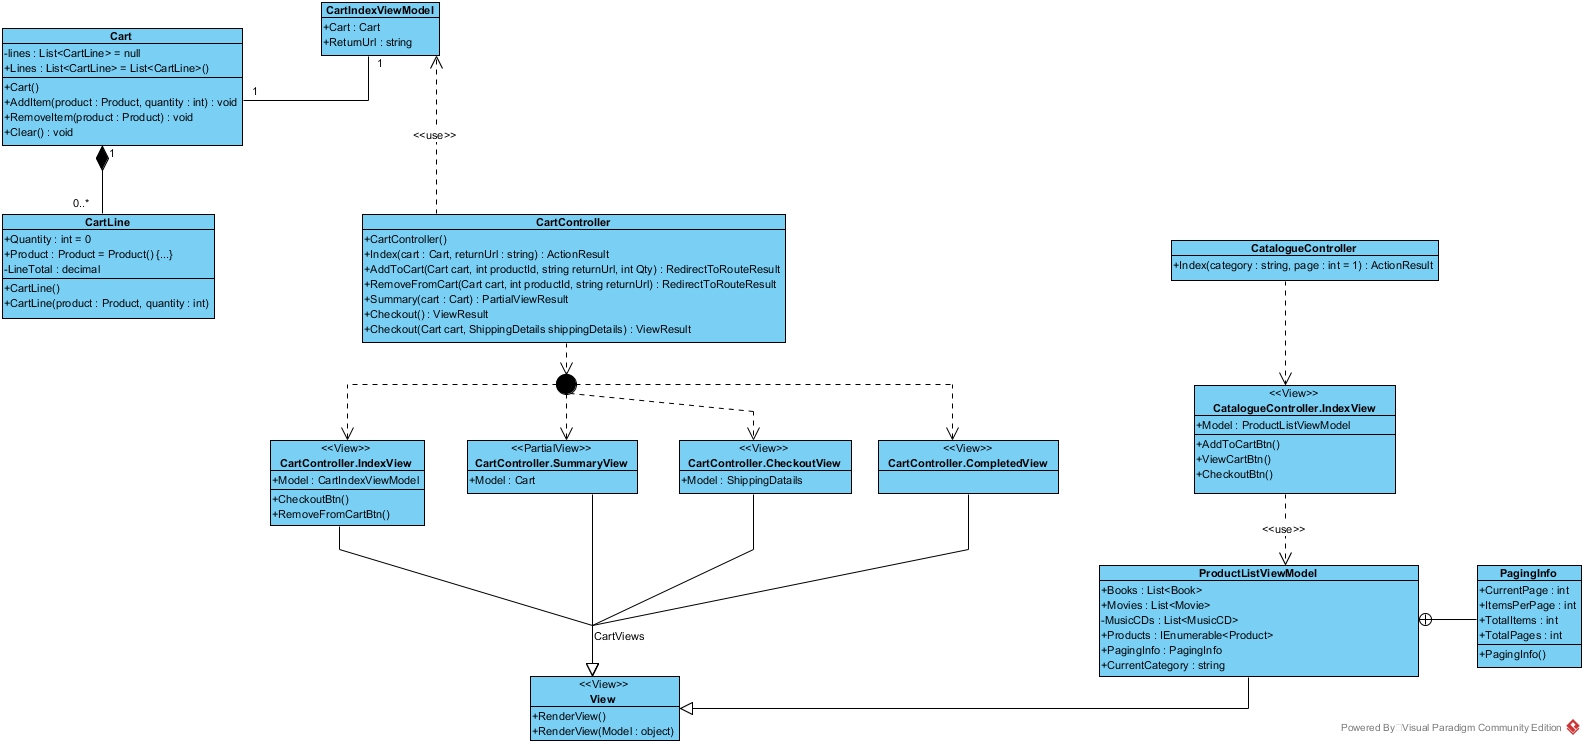 CartIndexViewModel
+Cart : Cart
+ReturnUrl : string
Cart
-lines : List<CartLine> = null
+Lines : List<CartLine> = List<CartLine>()
+Cart()
+AddItem(product : Product, quantity : int) : void
+RemoveItem(product : Product) : void
+Clear() : void
1
1
<<use>>
1
0..*
CartLine
+Quantity : int = 0
+Product : Product = Product() {...}
-LineTotal : decimal
+CartLine()
+CartLine(product : Product, quantity : int)
CartController
+CartController()
+Index(cart : Cart, returnUrl : string) : ActionResult
+AddToCart(Cart cart, int productId, string returnUrl, int Qty) : RedirectToRouteResult
+RemoveFromCart(Cart cart, int productId, string returnUrl) : RedirectToRouteResult
+Summary(cart : Cart) : PartialViewResult
+Checkout() : ViewResult
+Checkout(Cart cart, ShippingDetails shippingDetails) : ViewResult
CatalogueController
+Index(category : string, page : int = 1) : ActionResult
<<View>>
CartController.IndexView
+Model : CartIndexViewModel
+CheckoutBtn()
+RemoveFromCartBtn()
<<PartialView>>
CartController.SummaryView
+Model : Cart
<<View>>
CartController.CheckoutView
+Model : ShippingDatails
<<View>>
CartController.CompletedView
<<View>>
CatalogueController.IndexView
+Model : ProductListViewModel
+AddToCartBtn()
+ViewCartBtn()
+CheckoutBtn()
<<use>>
ProductListViewModel
+Books : List<Book>
+Movies : List<Movie>
-MusicCDs : List<MusicCD>
+Products : IEnumerable<Product>
+PagingInfo : PagingInfo
+CurrentCategory : string
PagingInfo
+CurrentPage : int
+ItemsPerPage : int
+TotalItems : int
+TotalPages : int
+PagingInfo()
CartViews
<<View>>
View
+RenderView()
+RenderView(Model : object)
Powered By Visual Paradigm Community Edition